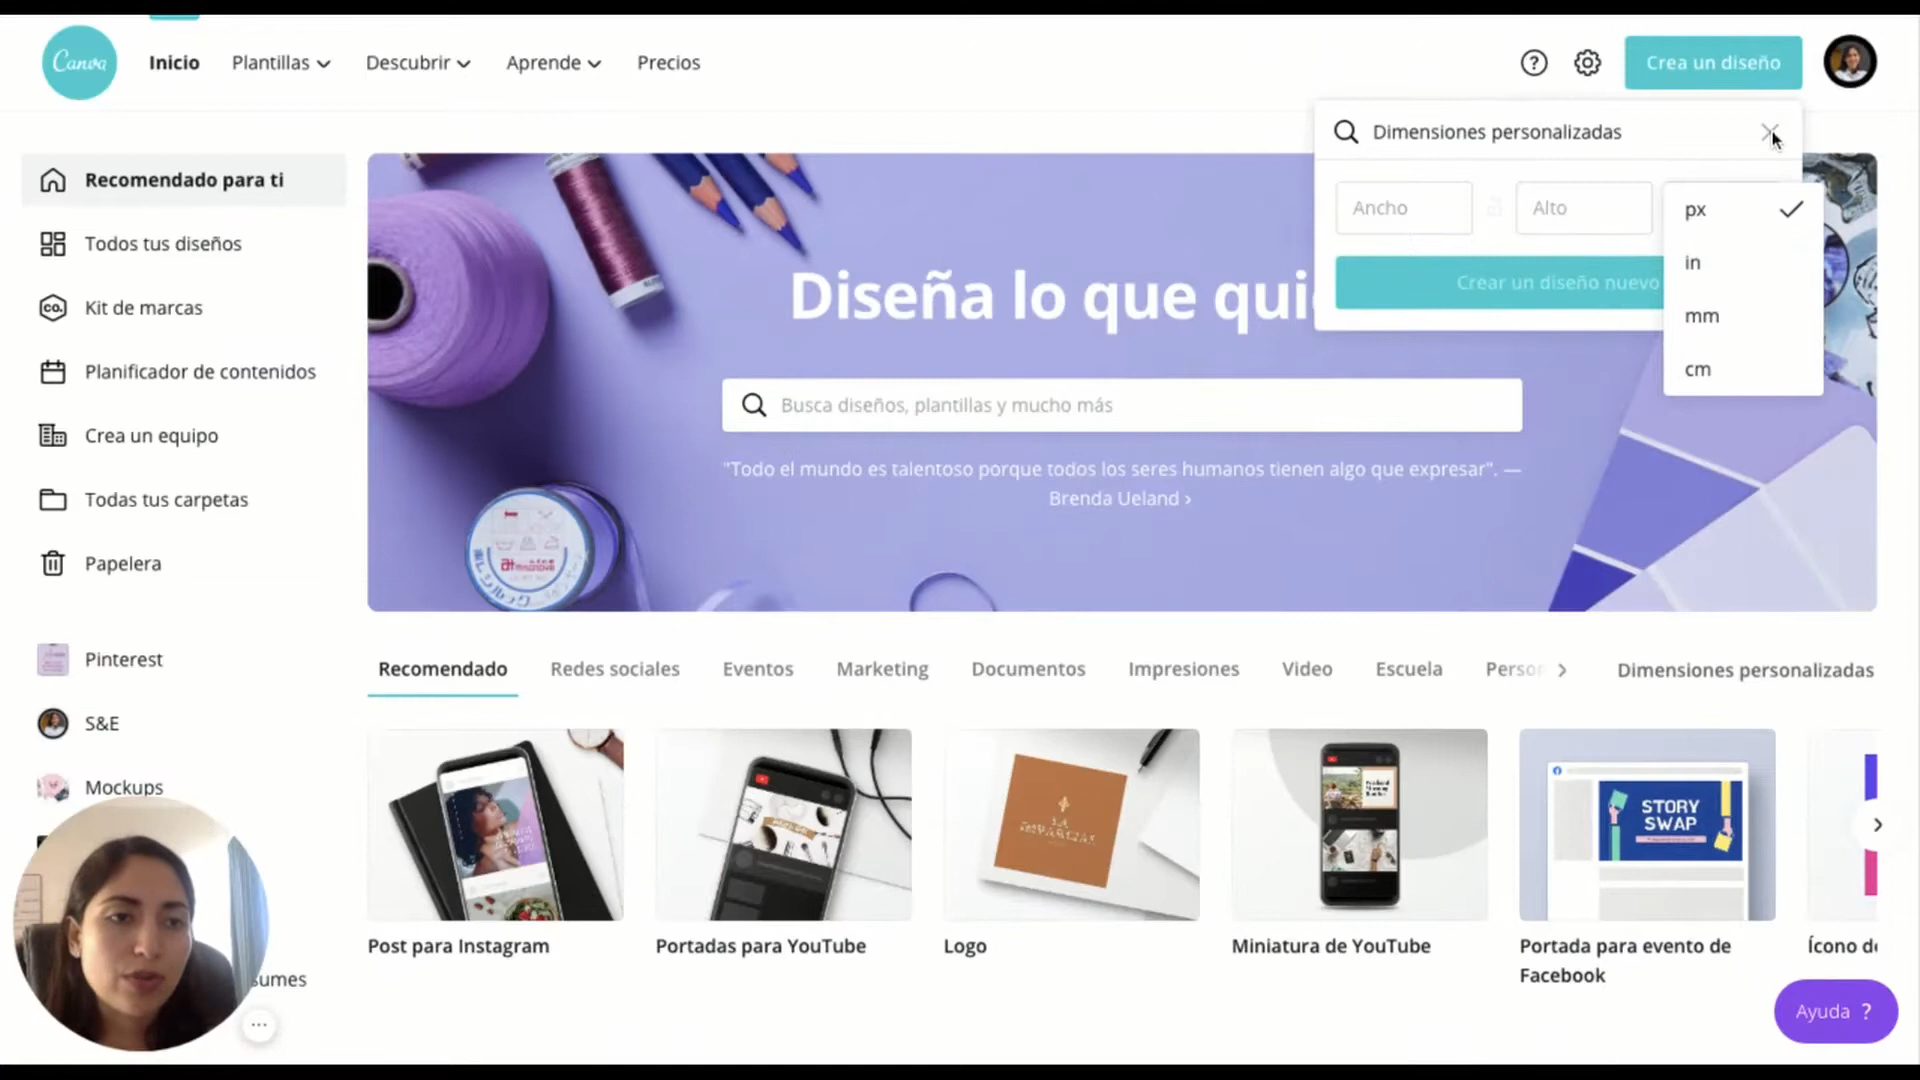 Canva
Inicio
Plantillas
Descubrir
Aprende
Precios
?
Crea un diseño
Dimensiones personalizadas
Ancho
Alto
px
in
mm
cm
Crear un diseño nuevo
Recomendado para ti
Todos tus diseños
CO.
Kit de marcas
Planificador de contenidos
Crea un equipo
Todas tus carpetas
Papelera
Pinterest
S&E
Mockups
sumes
Diseña lo que qui
Busca diseños, plantillas y mucho más
"Todo el mundo es talentoso porque todos los seres humanos tienen algo que expresar". —
Brenda Ueland ›
Recomendado
Redes sociales
Eventos
Marketing
Documentos
Impresiones
Video
Escuela
Person
Dimensiones personalizadas
STORY
SWAP
Post para Instagram
Portadas para YouTube
Logo
Miniatura de YouTube
Portada para evento de
Facebook
Ícono de
Ayuda ?